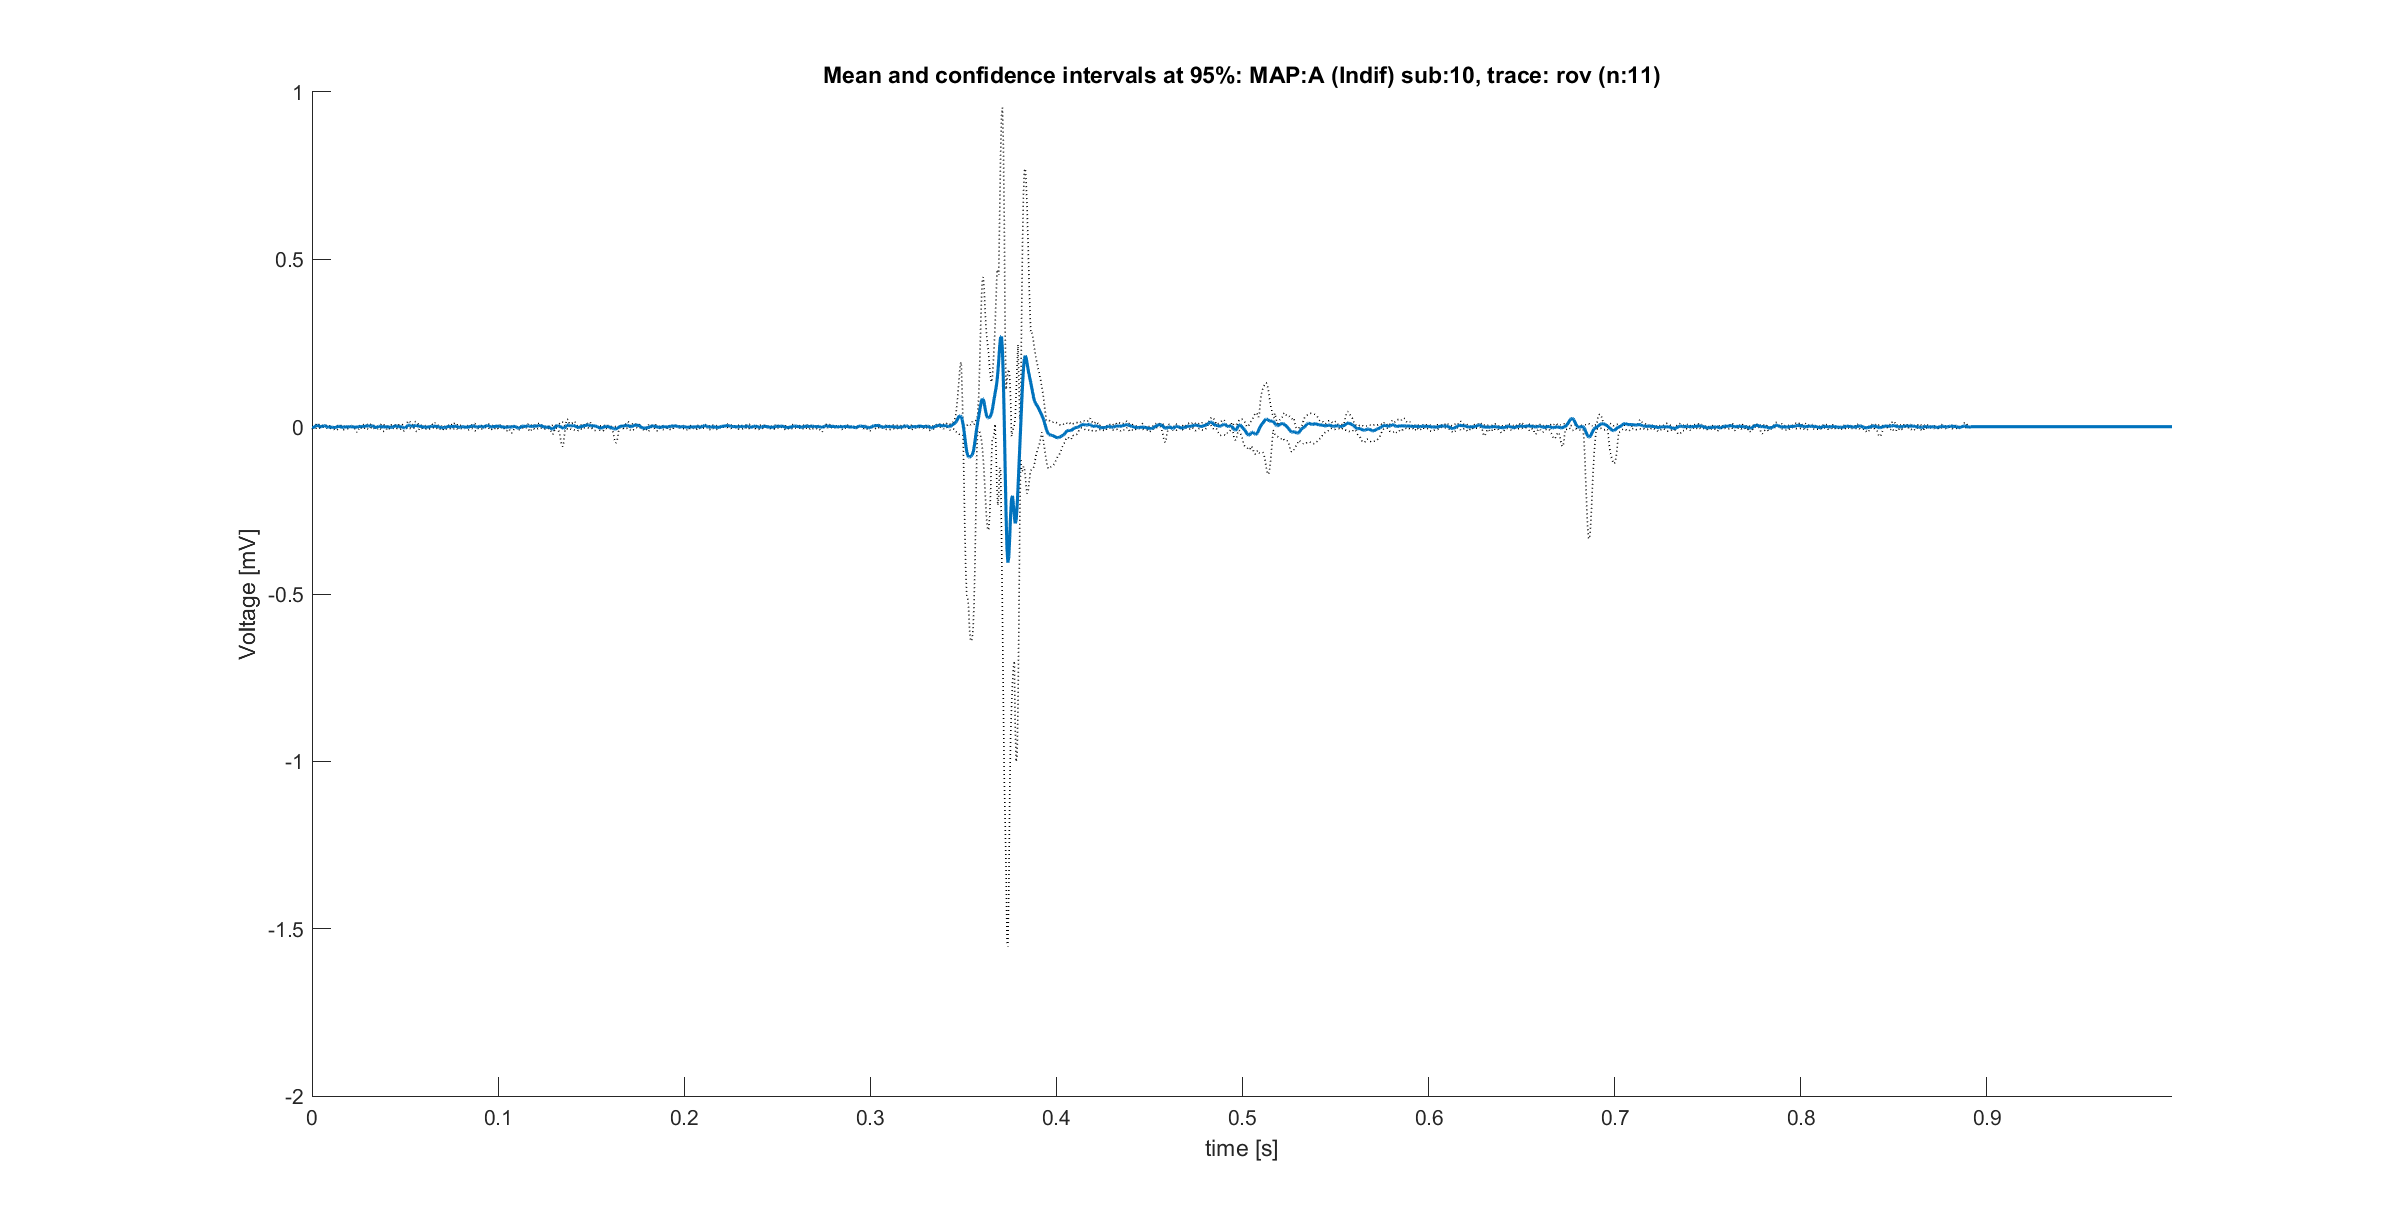 Mean and confidence intervals at 95%: MAP:A (Indif) sub:10, trace: rov (n:11)
1
0.5
0
-0.5
-1
-1.5
-2
Voltage [mV]
0 0.1 0.2 0.3 0.4 0.5 0.6 0.7 0.8 0.9
time [s]